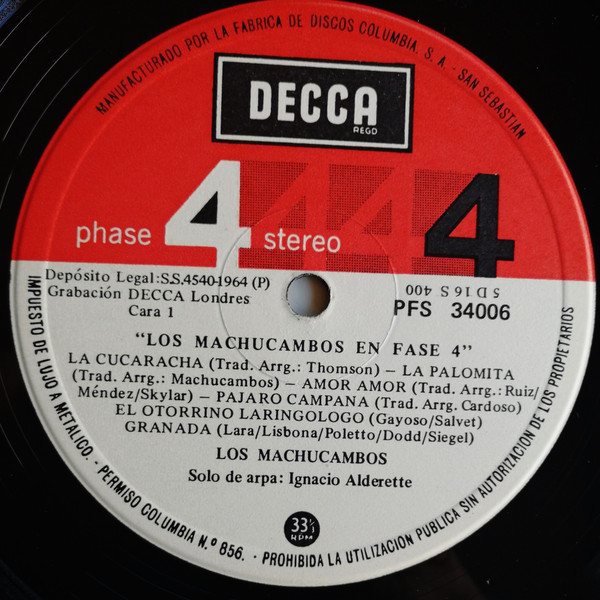 MANUFACTURADO POR LA FABRICA DE DISCOS COLUMBIA, S. A. - SAN SEBASTIAN
DECCA
REGD
phase 4 stereo 4 4 4
Depósito Legal:S.S.4540-1964 (P)
Grabación DECCA Londres
Cara 1
5 D 16 S 400
PFS 34006
"LOS MACHUCAMBOS EN FASE 4"
LA CUCARACHA (Trad. Arrg.: Thomson) — LA PALOMITA
(Trad. Arrg.: Machucambos) — AMOR AMOR (Trad. Arrg.: Ruiz/
Méndez/Skylar) — PAJARO CAMPANA (Trad. Arrg. Cardoso)
EL OTORRINO LARINGOLOGO (Gayoso/Salvet)
GRANADA (Lara/Lisbona/Poletto/Dodd/Siegel)
LOS MACHUCAMBOS
Solo de arpa: Ignacio Alderette
33⅓
RPM
IMPUESTO DE LUJO A METALICO. - PERMISO COLUMBIA N.º 856. - PROHIBIDA LA UTILIZACION PUBLICA SIN AUTORIZACION DE LOS PROPIETARIOS